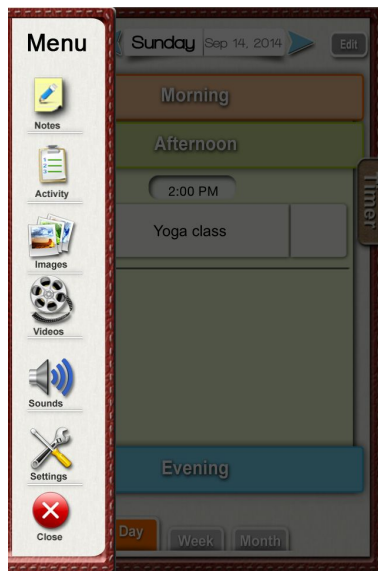 Menu
Sunday Sep 14, 2014
Edit
Notes
Activity
Images
Videos
Sounds
Settings
Close
Morning
Afternoon
2:00 PM
Yoga class
Timer
Evening
Day
Week
Month